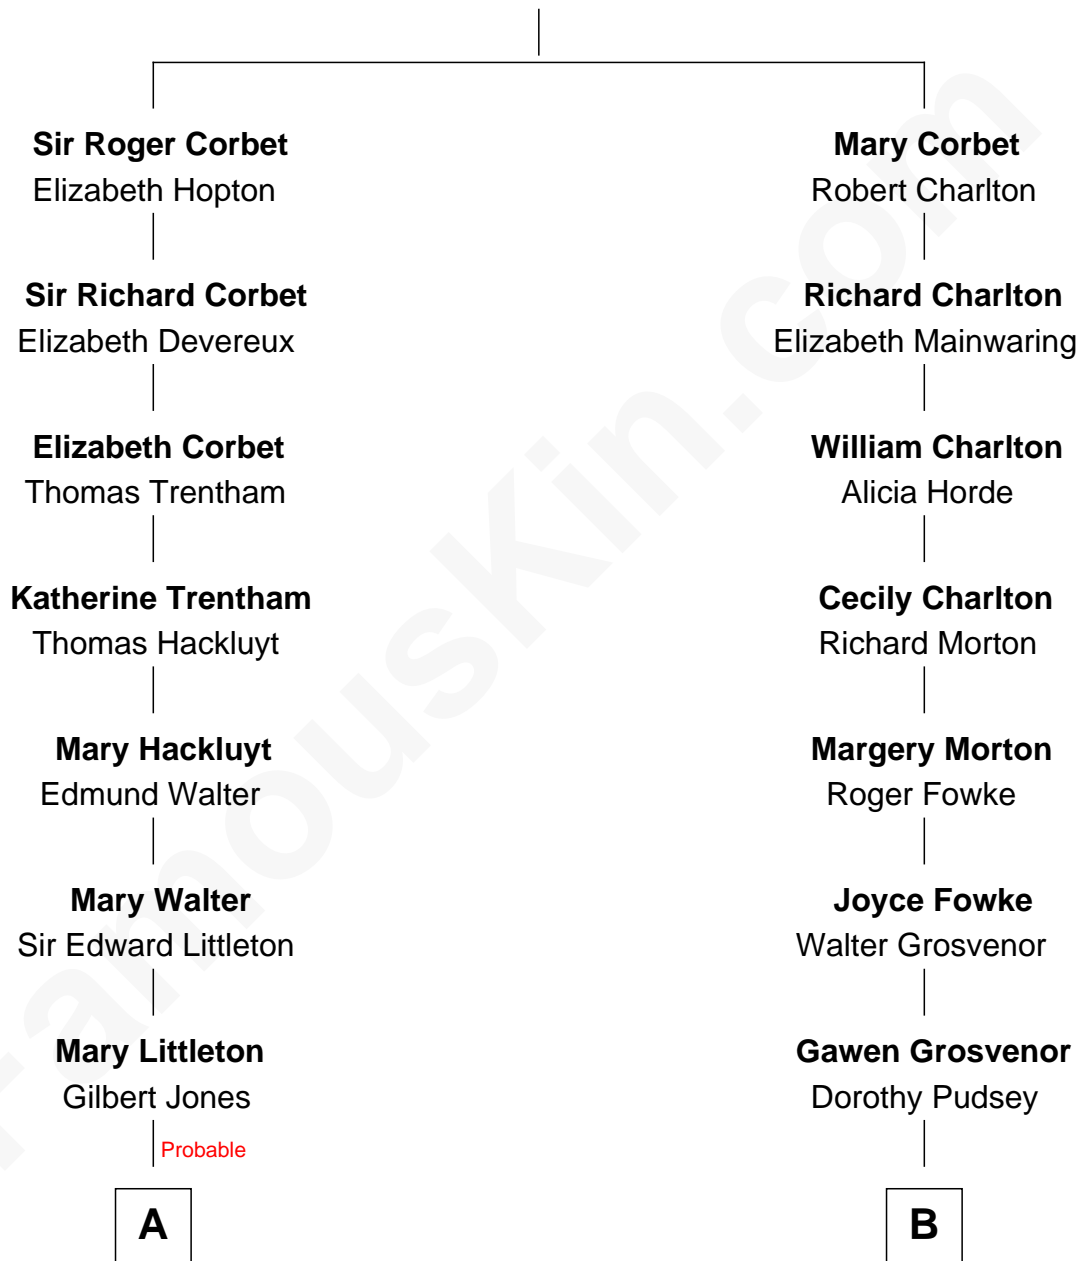 Sir Roger Corbet
Elizabeth Hopton
Sir Richard Corbet
Elizabeth Devereux
Elizabeth Corbet
Thomas Trentham
Katherine Trentham
Thomas Hackluyt
Mary Hackluyt
Edmund Walter
Mary Walter
Sir Edward Littleton
Mary Littleton
Gilbert Jones
Probable
A
Mary Corbet
Robert Charlton
Richard Charlton
Elizabeth Mainwaring
William Charlton
Alicia Horde
Cecily Charlton
Richard Morton
Margery Morton
Roger Fowke
Joyce Fowke
Walter Grosvenor
Gawen Grosvenor
Dorothy Pudsey
B
FamousKin.com